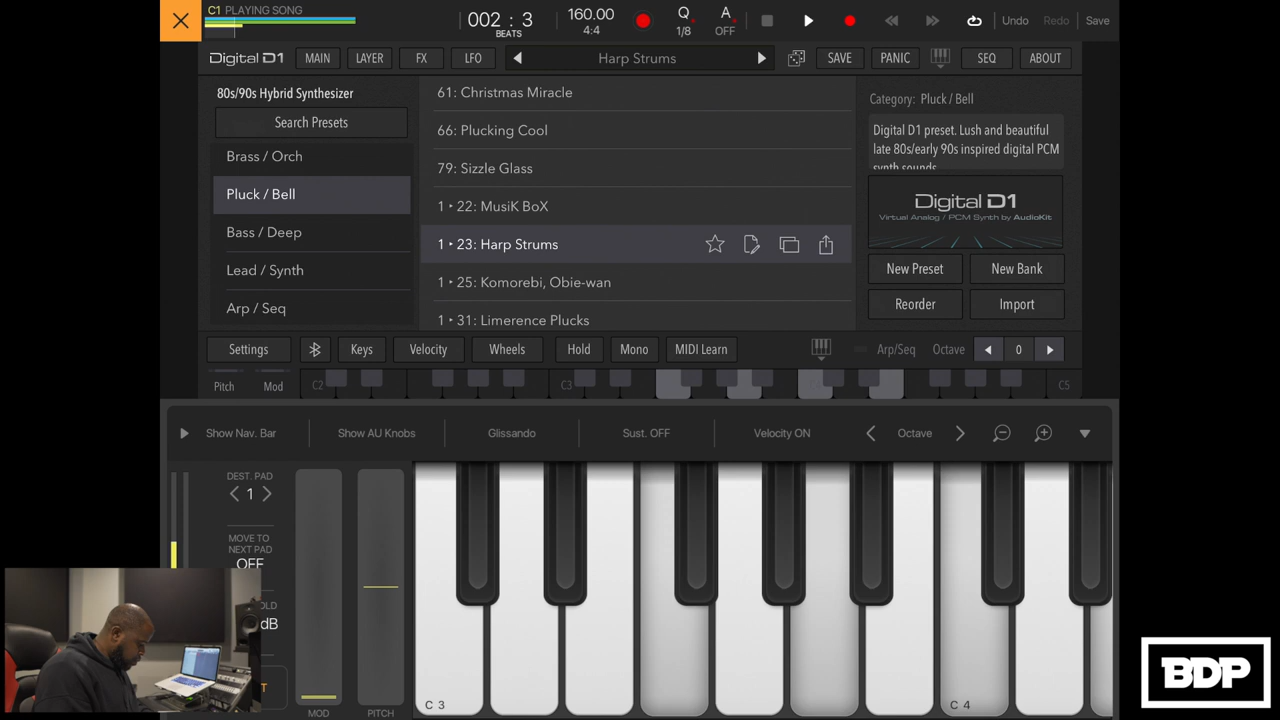 C1 PLAYING SONG
002 : 3
BEATS
160.00
4:4
Q
1/8
A
OFF
Undo
Redo
Save
Digital D1
MAIN
LAYER
FX
LFO
Harp Strums
SAVE
PANIC
SEQ
ABOUT
80s/90s Hybrid Synthesizer
Search Presets
Brass / Orch
Pluck / Bell
Bass / Deep
Lead / Synth
Arp / Seq
61: Christmas Miracle
66: Plucking Cool
79: Sizzle Glass
1 ‣ 22: MusiK BoX
1 ‣ 23: Harp Strums
1 ‣ 25: Komorebi, Obie-wan
1 ‣ 31: Limerence Plucks
Category: Pluck / Bell
Digital D1 preset. Lush and beautiful
late 80s/early 90s inspired digital PCM
synth sounds
Digital D1
Virtual Analog / PCM Synth by AudioKit
New Preset
New Bank
Reorder
Import
Settings
Keys
Velocity
Wheels
Hold
Mono
MIDI Learn
Arp/Seq
Octave
0
Pitch
Mod
C2
C3
C4
C5
Show Nav. Bar
Show AU Knobs
Glissando
Sust. OFF
Velocity ON
Octave
DEST. PAD
1
MOVE TO
NEXT PAD
OFF
OLD
dB
T
MOD
PITCH
C 3
C 4
BDP